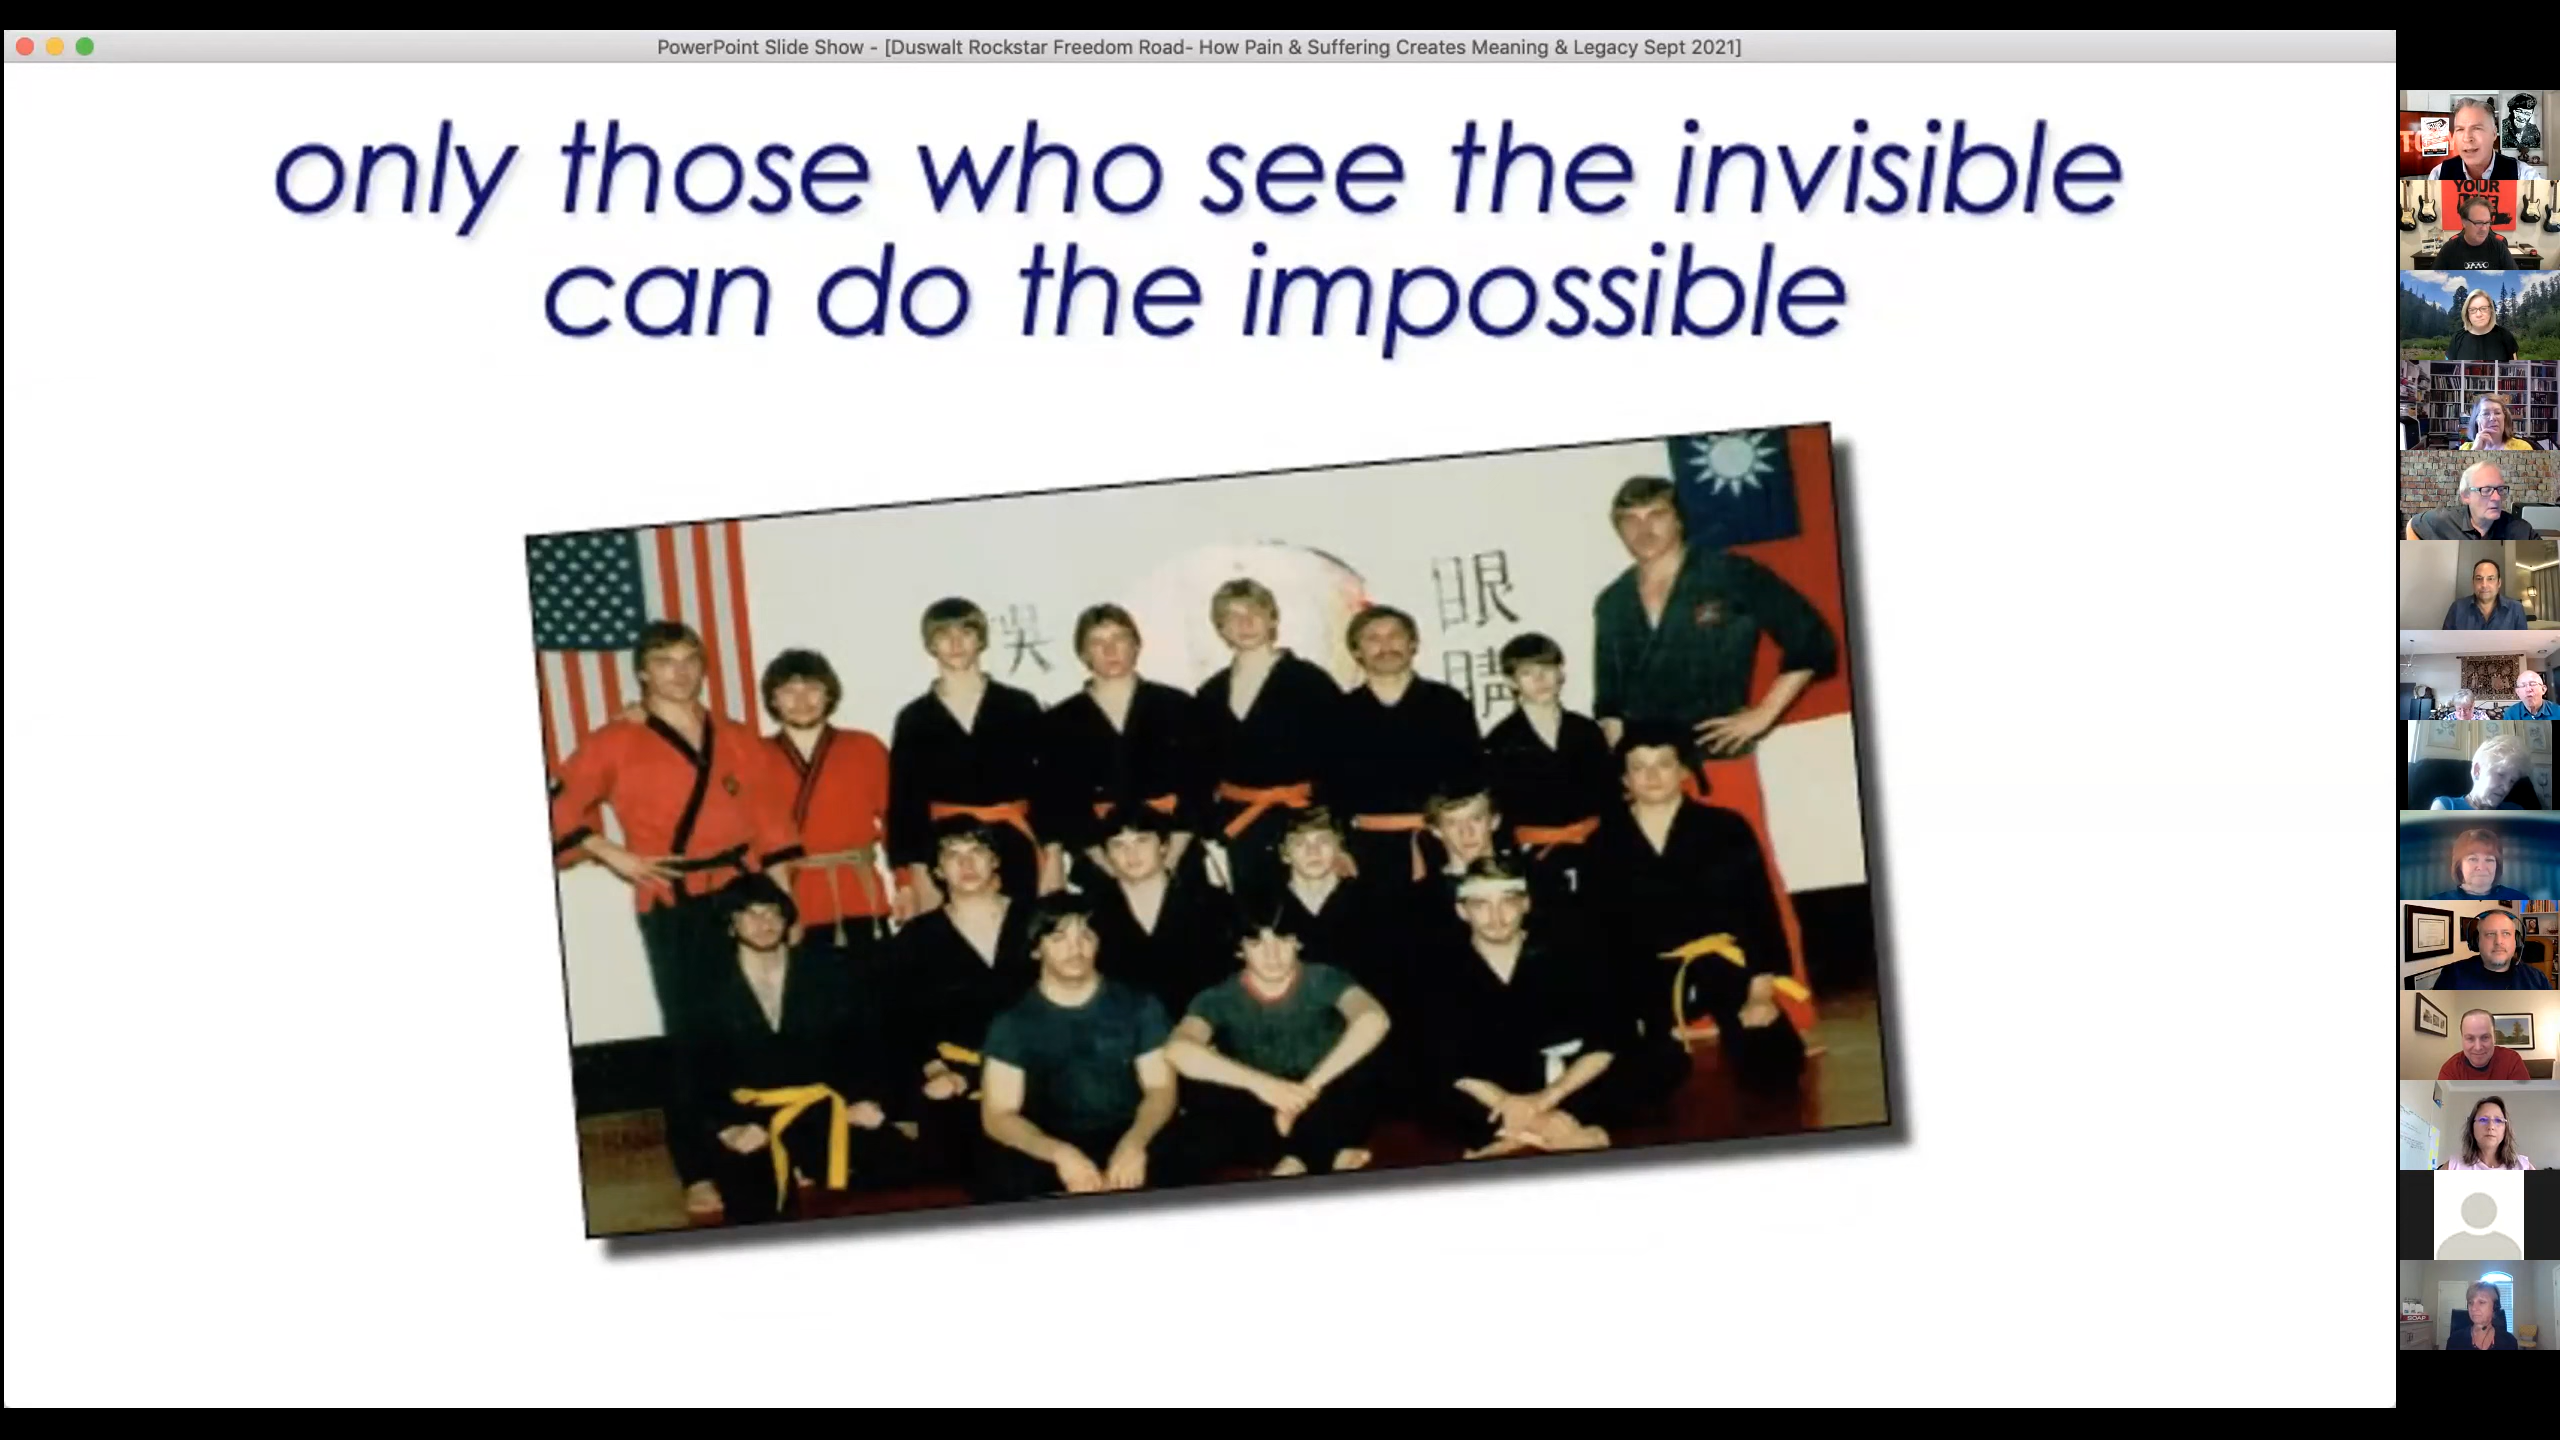 PowerPoint Slide Show - [Duswalt Rockstar Freedom Road- How Pain & Suffering Creates Meaning & Legacy Sept 2021]
only those who see the invisible
can do the impossible
眼
睛
YOUR